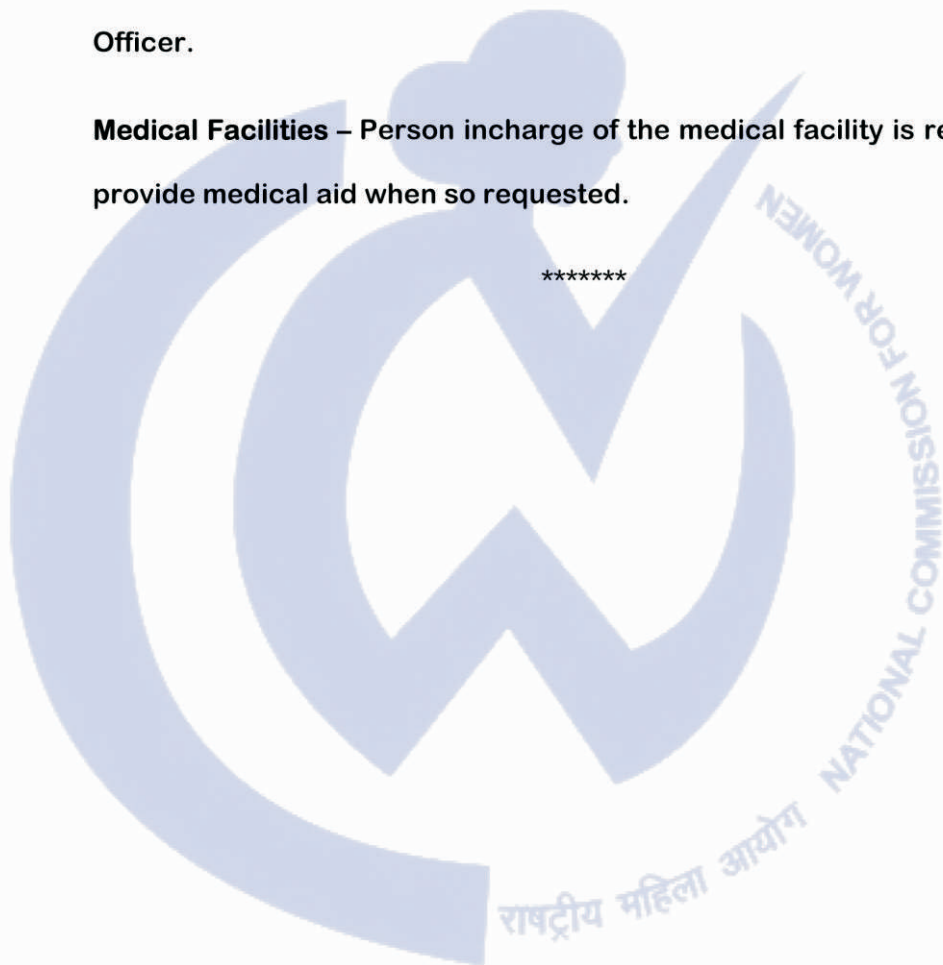 Officer.
Medical Facilities – Person incharge of the medical facility is
provide medical aid when so requested.
*******
राषट्रीय महिला आयोग NATIONAL COMMISSION FOR WOMEN